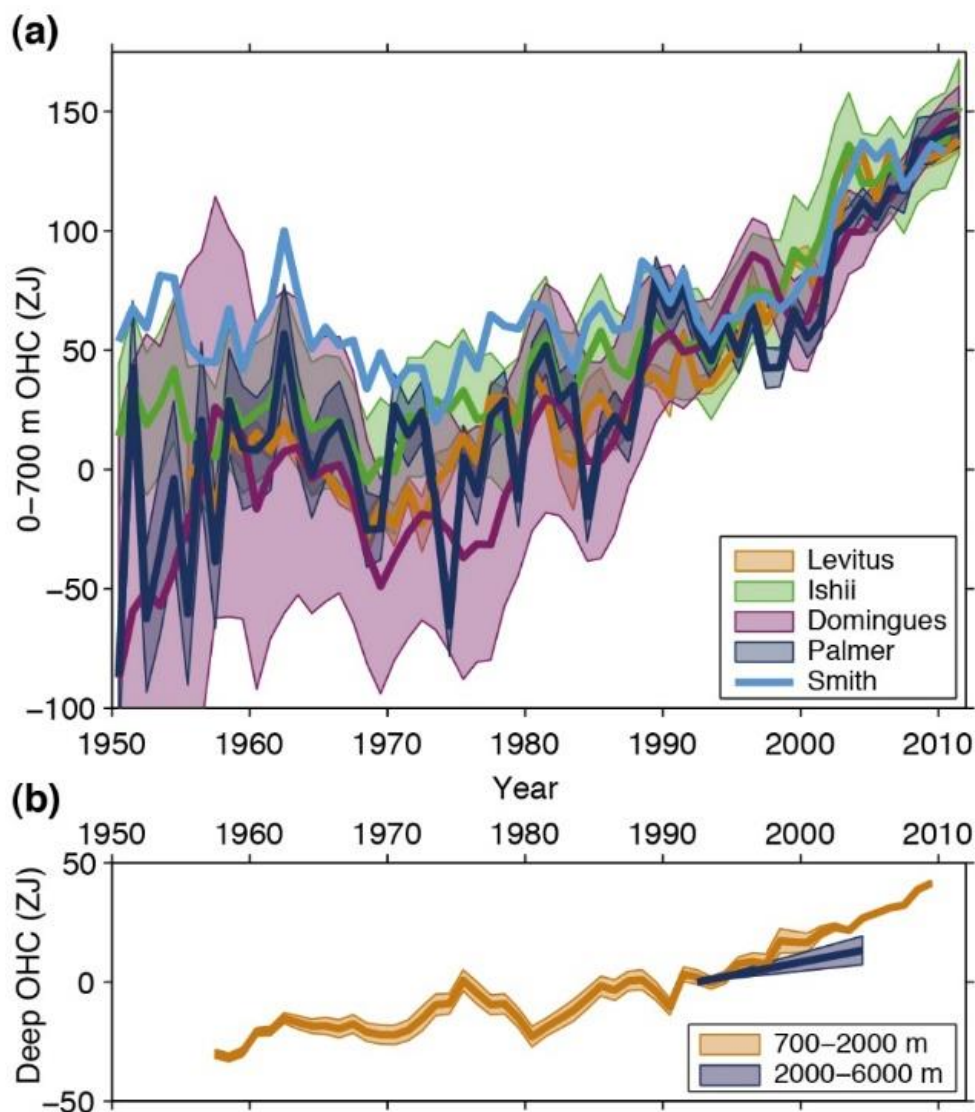 (a)
150
100
50
0
−50
−100
0−700 m OHC (ZJ)
Levitus
Ishii
Domingues
Palmer
Smith
1950 1960 1970 1980 1990 2000 2010
Year
(b)
1950 1960 1970 1980 1990 2000 2010
50
0
−50
Deep OHC (ZJ)
700−2000 m
2000−6000 m